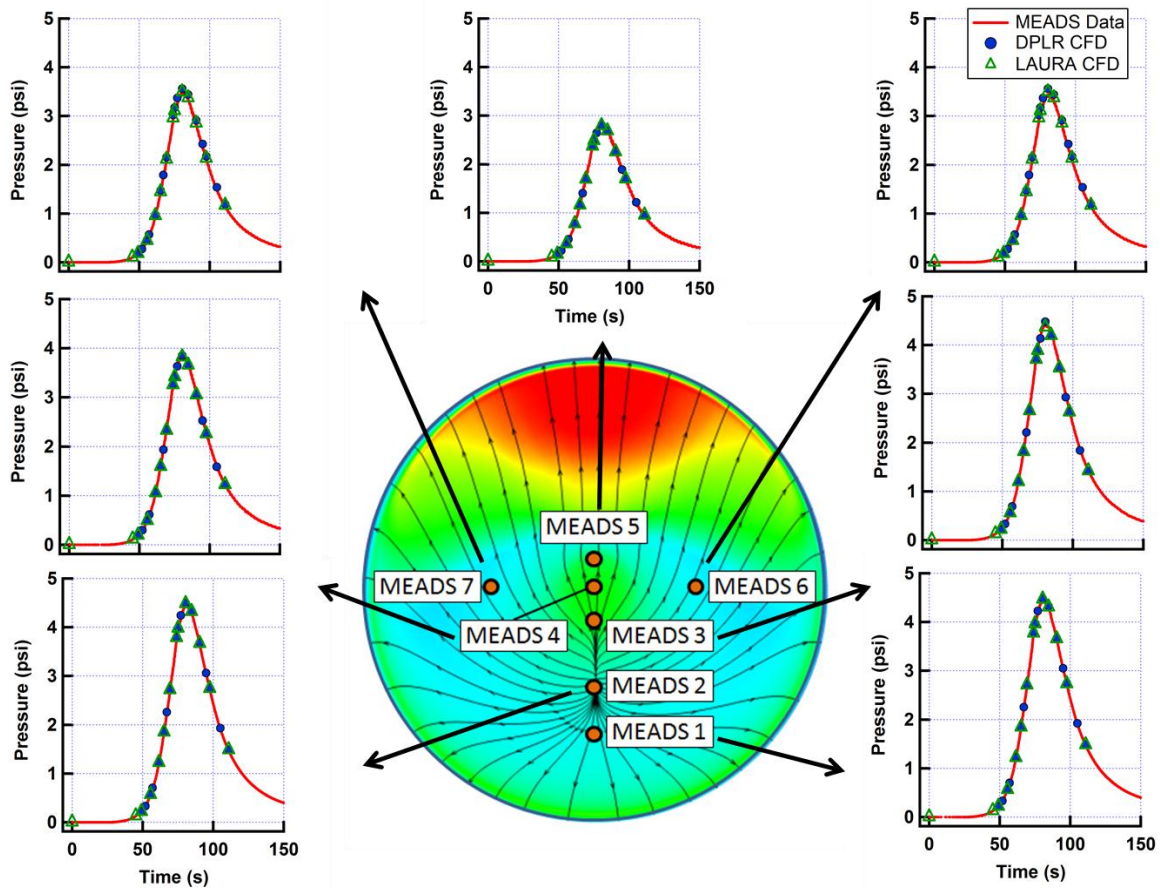 5
4
3
2
1
0
Pressure (psi)
5
4
3
2
1
0
Pressure (psi)
0 50 100 150
Time (s)
5
4
3
2
1
0
Pressure (psi)
MEADS Data
DPLR CFD
LAURA CFD
5
4
3
2
1
0
Pressure (psi)
5
4
3
2
1
0
Pressure (psi)
MEADS 5
MEADS 7
MEADS 6
MEADS 4
MEADS 3
MEADS 2
MEADS 1
5
4
3
2
1
0
Pressure (psi)
0 50 100 150
Time (s)
5
4
3
2
1
0
Pressure (psi)
0 50 100 150
Time (s)